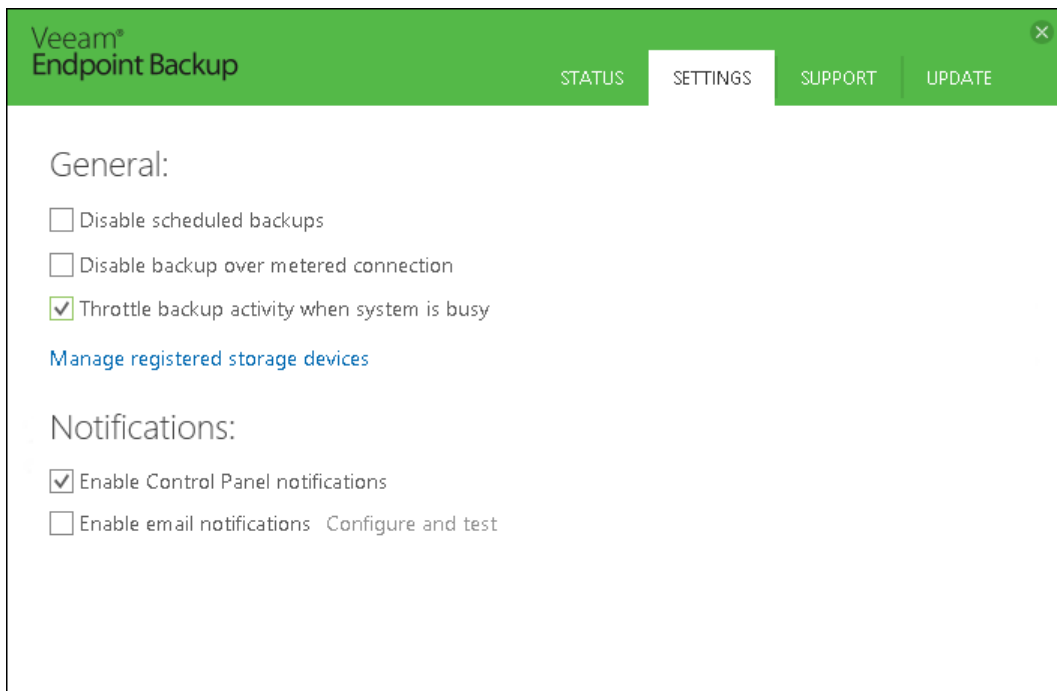 Veeam®
Endpoint Backup
STATUS SETTINGS SUPPORT UPDATE
General:
Disable scheduled backups
Disable backup over metered connection
Throttle backup activity when system is busy
Manage registered storage devices
Notifications:
Enable Control Panel notifications
Enable email notifications Configure and test